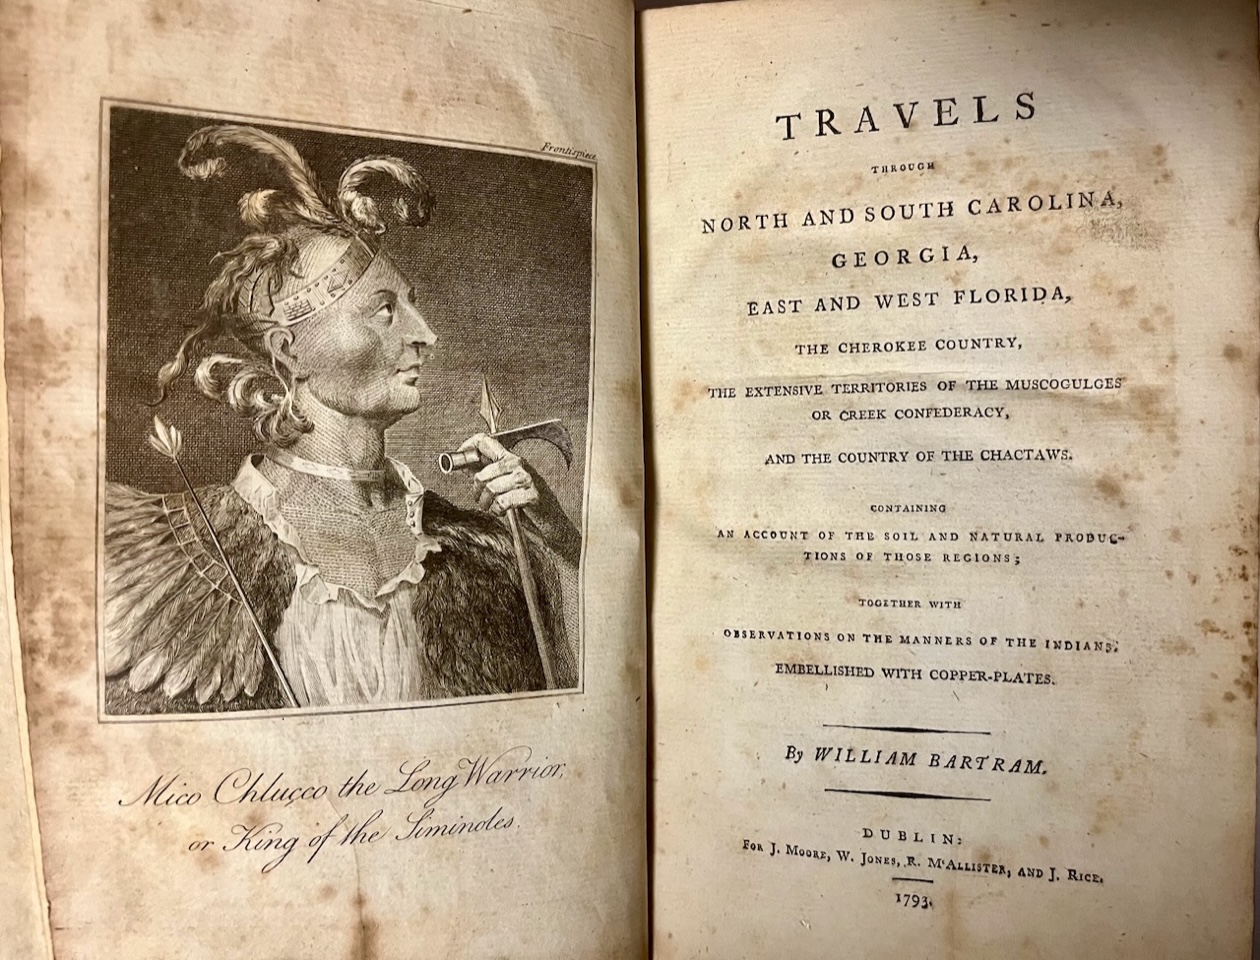 Frontispiece.
Mico Chlucco the Long Warrior,
or King of the Siminoles.
TRAVELS
THROUGH
NORTH AND SOUTH CAROLINA,
GEORGIA,
EAST AND WEST FLORIDA,
THE CHEROKEE COUNTRY,
THE EXTENSIVE TERRITORIES OF THE MUSCOGULGES
OR CREEK CONFEDERACY,
AND THE COUNTRY OF THE CHACTAWS.
CONTAINING
AN ACCOUNT OF THE SOIL AND NATURAL PRODUC-
TIONS OF THOSE REGIONS;
TOGETHER WITH
OBSERVATIONS ON THE MANNERS OF THE INDIANS.
EMBELLISHED WITH COPPER-PLATES.
By WILLIAM BARTRAM.
DUBLIN:
FOR J. MOORE, W. JONES, R. M‘ALLISTER, AND J. RICE.
1793.